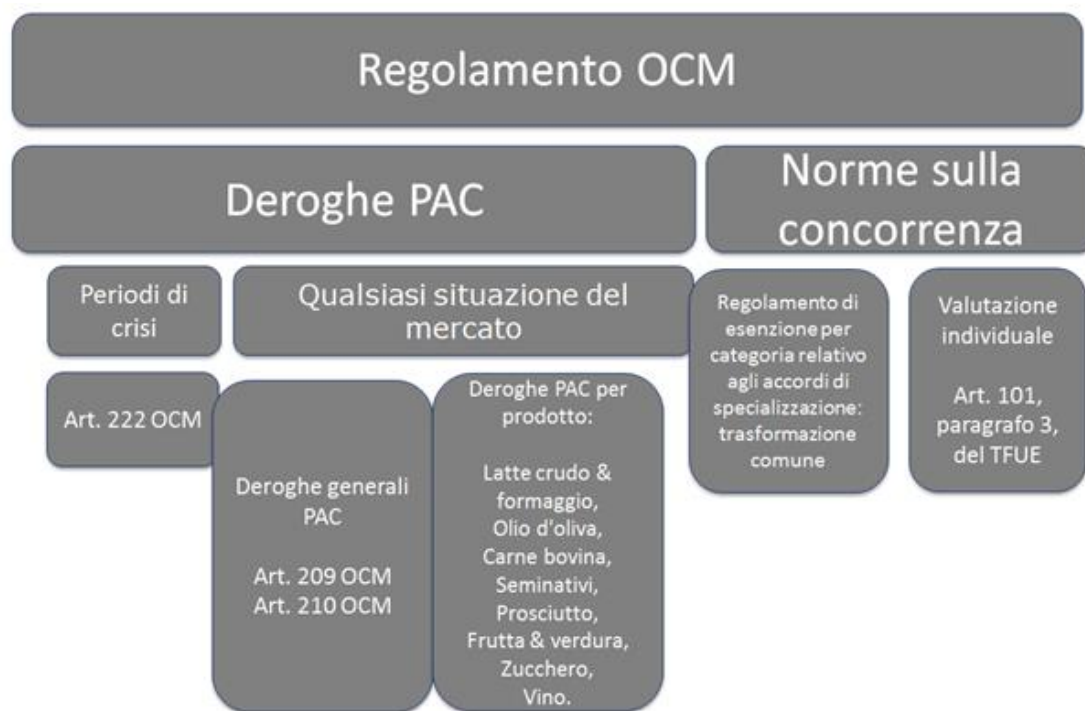 Regolamento OCM
Deroghe PAC
Norme sulla
concorrenza
Periodi di
crisi
Qualsiasi situazione del
mercato
Regolamento di
esenzione per
categoria relativo
agli accordi di
specializzazione:
trasformazione
comune
Valutazione
individuale
Art. 101,
paragrafo 3,
del TFUE
Art. 222 OCM
Deroghe generali
PAC
Art. 209 OCM
Art. 210 OCM
Deroghe PAC per
prodotto:
Latte crudo &
formaggio,
Olio d'oliva,
Carne bovina,
Seminativi,
Prosciutto,
Frutta & verdura,
Zucchero,
Vino.